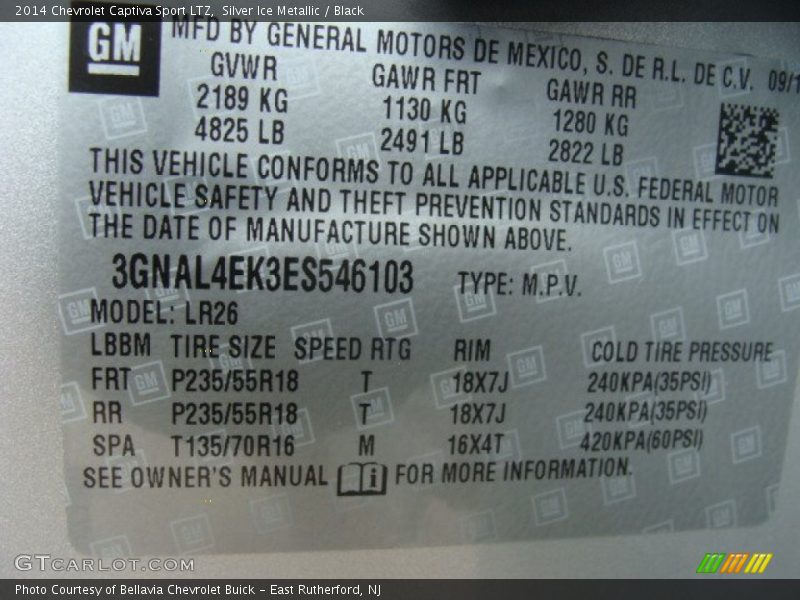 2014 Chevrolet Captiva Sport LTZ, Silver Ice Metallic / Black
GM
MFD BY GENERAL MOTORS DE MEXICO, S. DE R.L. DE C.V. 09/1
GVWR GAWR FRT GAWR RR
2189 KG 1130 KG 1280 KG
4825 LB 2491 LB 2822 LB
THIS VEHICLE CONFORMS TO ALL APPLICABLE U.S. FEDERAL MOTOR
VEHICLE SAFETY AND THEFT PREVENTION STANDARDS IN EFFECT ON
THE DATE OF MANUFACTURE SHOWN ABOVE.
3GNAL4EK3ES546103 TYPE: M.P.V.
MODEL: LR26
LBBM TIRE SIZE SPEED RTG RIM COLD TIRE PRESSURE
FRT P235/55R18 T 18X7J 240KPA(35PSI)
RR P235/55R18 T 18X7J 240KPA(35PSI)
SPA T135/70R16 M 16X4T 420KPA(60PSI)
SEE OWNER'S MANUAL i FOR MORE INFORMATION.
GTCARLOT.COM
Photo Courtesy of Bellavia Chevrolet Buick – East Rutherford, NJ